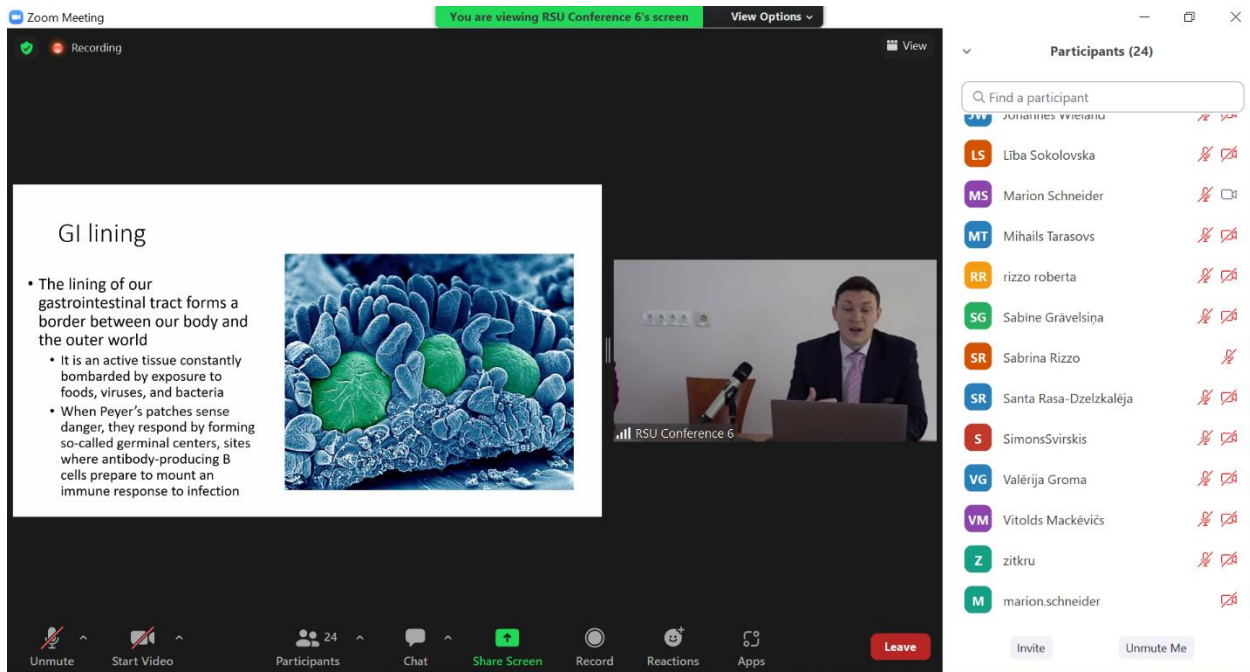 Zoom Meeting
You are viewing RSU Conference 6's screen
View Options
Recording
View
GI lining
• The lining of our
gastrointestinal tract forms a
border between our body and
the outer world
• It is an active tissue constantly
bombarded by exposure to
foods, viruses, and bacteria
• When Peyer's patches sense
danger, they respond by forming
so-called germinal centers, sites
where antibody-producing B
cells prepare to mount an
immune response to infection
RSU Conference 6
Participants (24)
Find a participant
JW Johannes Wieland
LS Lība Sokolovska
MS Marion Schneider
MT Mihails Tarasovs
RR rizzo roberta
SG Sabīne Grāvelsiņa
SR Sabrina Rizzo
SR Santa Rasa-Dzelzkalēja
S SimonsSvirskis
VG Valērija Groma
VM Vitolds Mackēvičs
Z zitkru
M marion.schneider
Invite
Unmute Me
Unmute
Start Video
24
Participants
Chat
Share Screen
Record
Reactions
Apps
Leave